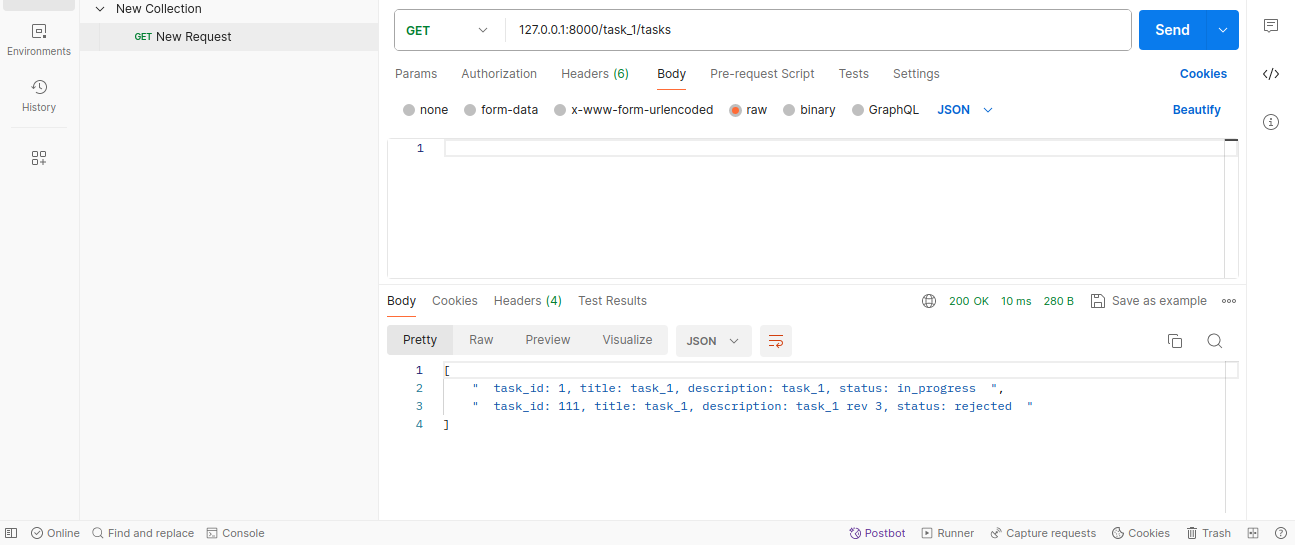 New Collection
GET New Request
Environments
History
GET 127.0.0.1:8000/task_1/tasks Send
Params Authorization Headers (6) Body Pre-request Script Tests Settings Cookies
none form-data x-www-form-urlencoded raw binary GraphQL JSON Beautify
1
Body Cookies Headers (4) Test Results 200 OK 10 ms 280 B Save as example
Pretty Raw Preview Visualize JSON
1 [
2 "  task_id: 1, title: task_1, description: task_1, status: in_progress  ",
3 "  task_id: 111, title: task_1, description: task_1 rev 3, status: rejected  "
4 ]
Online Find and replace Console Postbot Runner Capture requests Cookies Trash